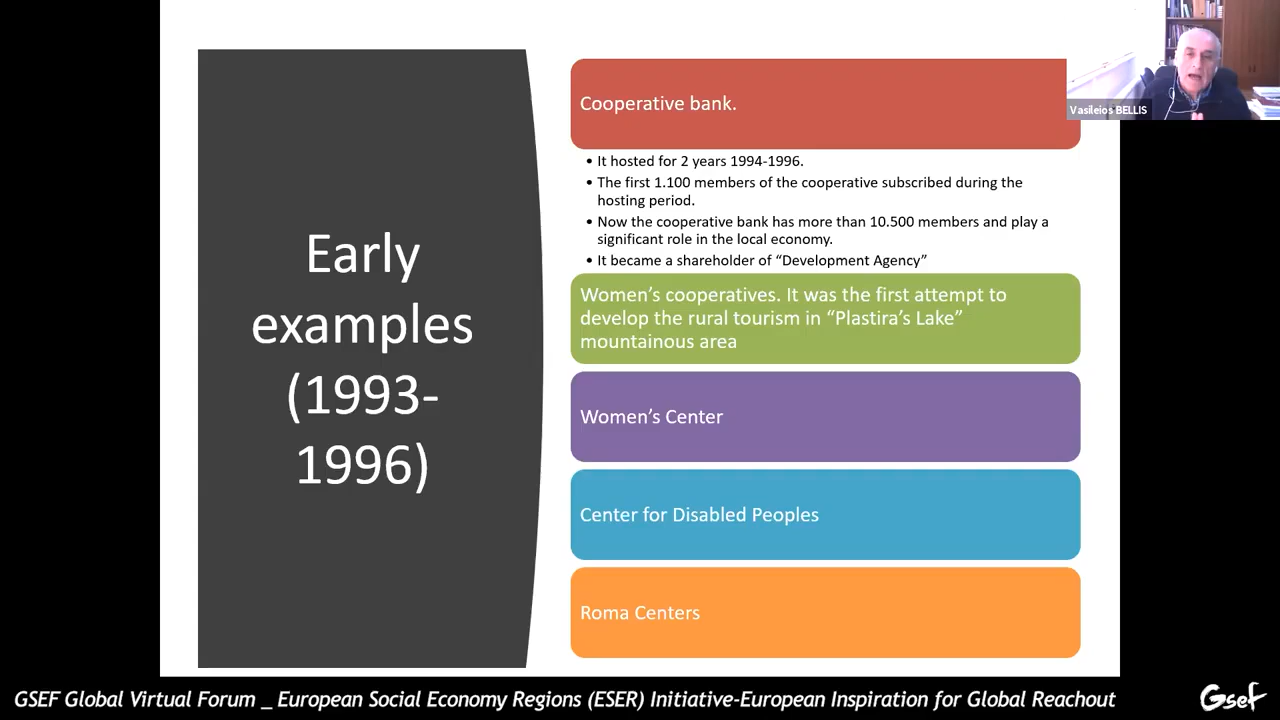 Early
examples
(1993-
1996)
Cooperative bank.
• It hosted for 2 years 1994-1996.
• The first 1.100 members of the cooperative subscribed during the
hosting period.
• Now the cooperative bank has more than 10.500 members and play a
significant role in the local economy.
• It became a shareholder of “Development Agency”
Women’s cooperatives. It was the first attempt to
develop the rural tourism in “Plastira’s Lake”
mountainous area
Women’s Center
Center for Disabled Peoples
Roma Centers
Vasileios BELLIS
GSEF Global Virtual Forum _ European Social Economy Regions (ESER) Initiative-European Inspiration for Global Reachout
Gsef